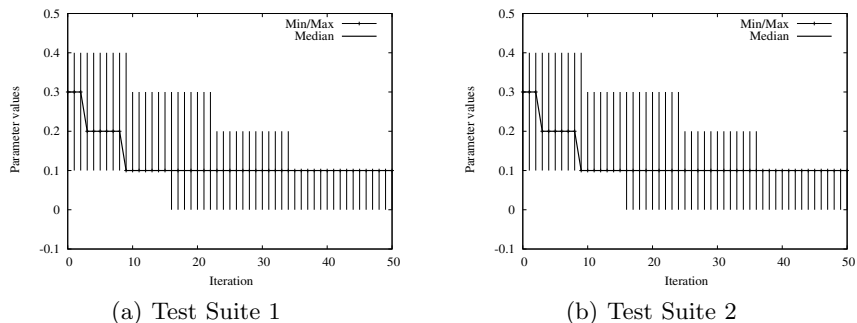 0.5
0.4
0.3
0.2
0.1
0
-0.1
0 10 20 30 40 50
Parameter values
Iteration
Min/Max
Median
(a) Test Suite 1
0.5
0.4
0.3
0.2
0.1
0
-0.1
0 10 20 30 40 50
Parameter values
Iteration
Min/Max
Median
(b) Test Suite 2